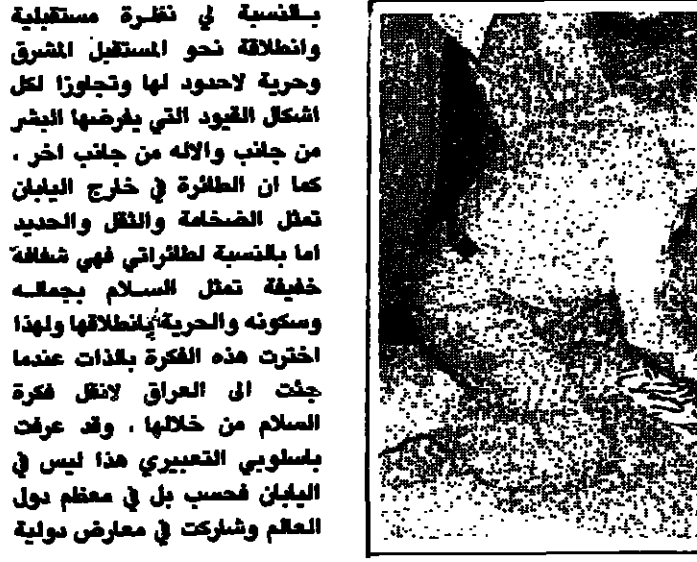 بالنسبة لي نظرة مستقبلية
وانطلاقة نحو المستقبل المشرق
وحرية لاحدود لها وتجاوزا لكل
اشكال القيود التي يفرضها البشر
من جانب والاله من جانب اخر .
كما ان الطائرة في خارج اليابان
تمثل الضخامة والثقل والحديد
اما بالنسبة لطائراتي فهي شفافة
خفيفة تمثل السلام بجماله
وسكونه والحرية بانطلاقها ولهذا
اخترت هذه الفكرة بالذات عندما
جئت الى العراق لانقل فكرة
السلام من خلالها . وقد عرفت
باسلوبي التعبيري هذا ليس في
اليابان فحسب بل في معظم دول
العالم وشاركت في معارض دولية